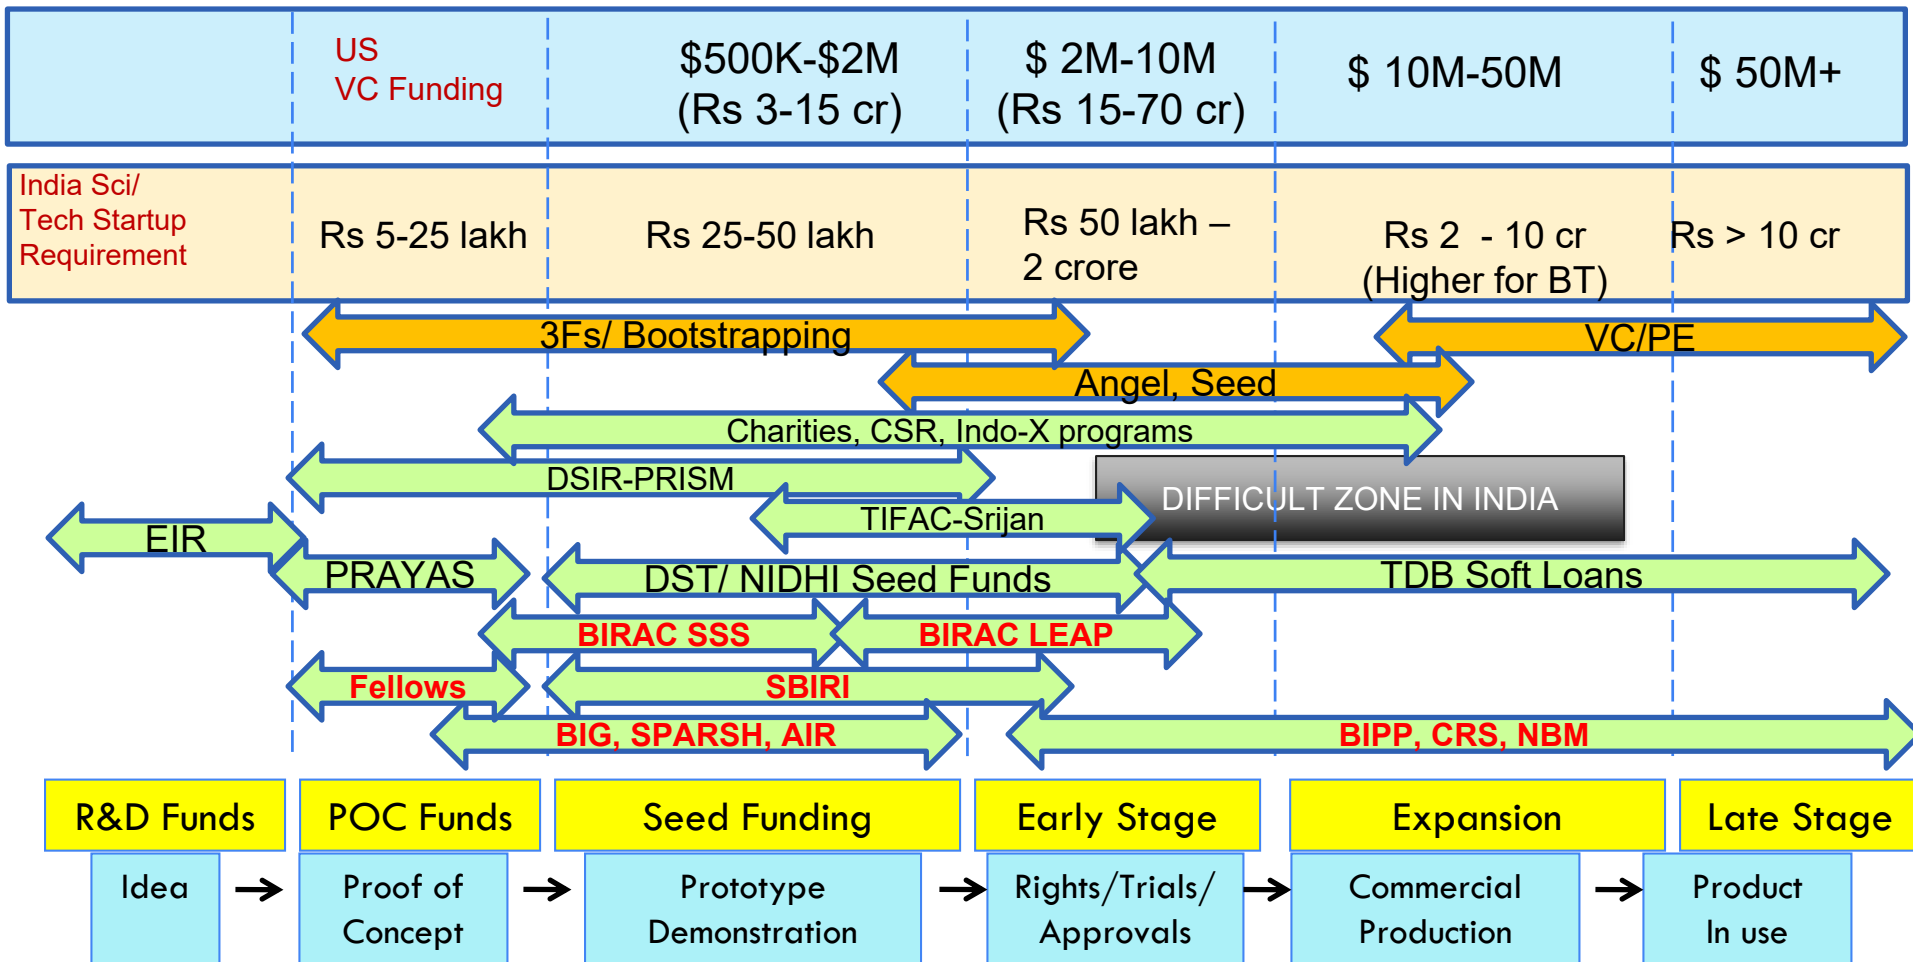 US
VC Funding
$500K-$2M
(Rs 3-15 cr)
$ 2M-10M
(Rs 15-70 cr)
$ 10M-50M
$ 50M+
India Sci/
Tech Startup
Requirement
Rs 5-25 lakh
Rs 25-50 lakh
Rs 50 lakh –
2 crore
Rs 2 - 10 cr
(Higher for BT)
Rs > 10 cr
3Fs/ Bootstrapping
VC/PE
Angel, Seed
Charities, CSR, Indo-X programs
DSIR-PRISM
DIFFICULT ZONE IN INDIA
TIFAC-Srijan
EIR
PRAYAS
DST/ NIDHI Seed Funds
TDB Soft Loans
BIRAC SSS
BIRAC LEAP
Fellows
SBIRI
BIG, SPARSH, AIR
BIPP, CRS, NBM
R&D Funds
POC Funds
Seed Funding
Early Stage
Expansion
Late Stage
Idea
Proof of
Concept
Prototype
Demonstration
Rights/Trials/
Approvals
Commercial
Production
Product
In use